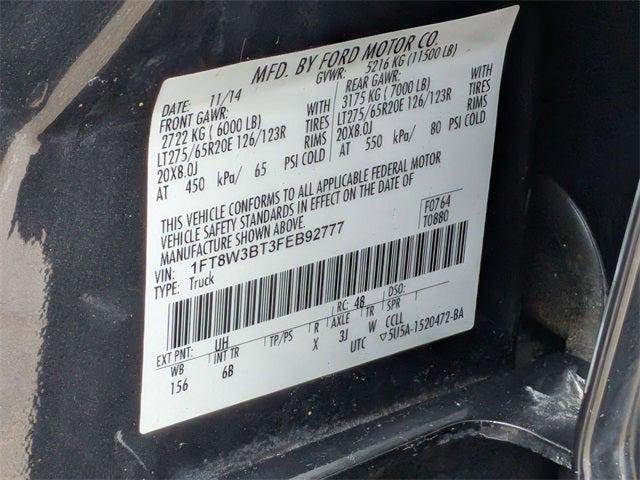 MFD. BY FORD MOTOR CO.
DATE: 11/14 GVWR: 5216 KG (11500 LB)
FRONT GAWR: REAR GAWR:
2722 KG (6000 LB) WITH 3175 KG (7000 LB) WITH
LT275/65R20E 126/123R TIRES LT275/65R20E 126/123R TIRES
20X8.0J RIMS 20X8.0J RIMS
AT 450 kPa/ 65 PSI COLD AT 550 kPa/ 80 PSI COLD
THIS VEHICLE CONFORMS TO ALL APPLICABLE FEDERAL MOTOR
VEHICLE SAFETY STANDARDS IN EFFECT ON THE DATE OF
MANUFACTURE SHOWN ABOVE.
VIN: 1FT8W3BT3FEB92777 F0764
TYPE: Truck T0880
RC: 48 DSO:
EXT PNT: UH
WB INT TR TP/PS R AXLE TR SPR
156 6B X 3J W CCLL
UTC ▽5U5A-1520472-BA